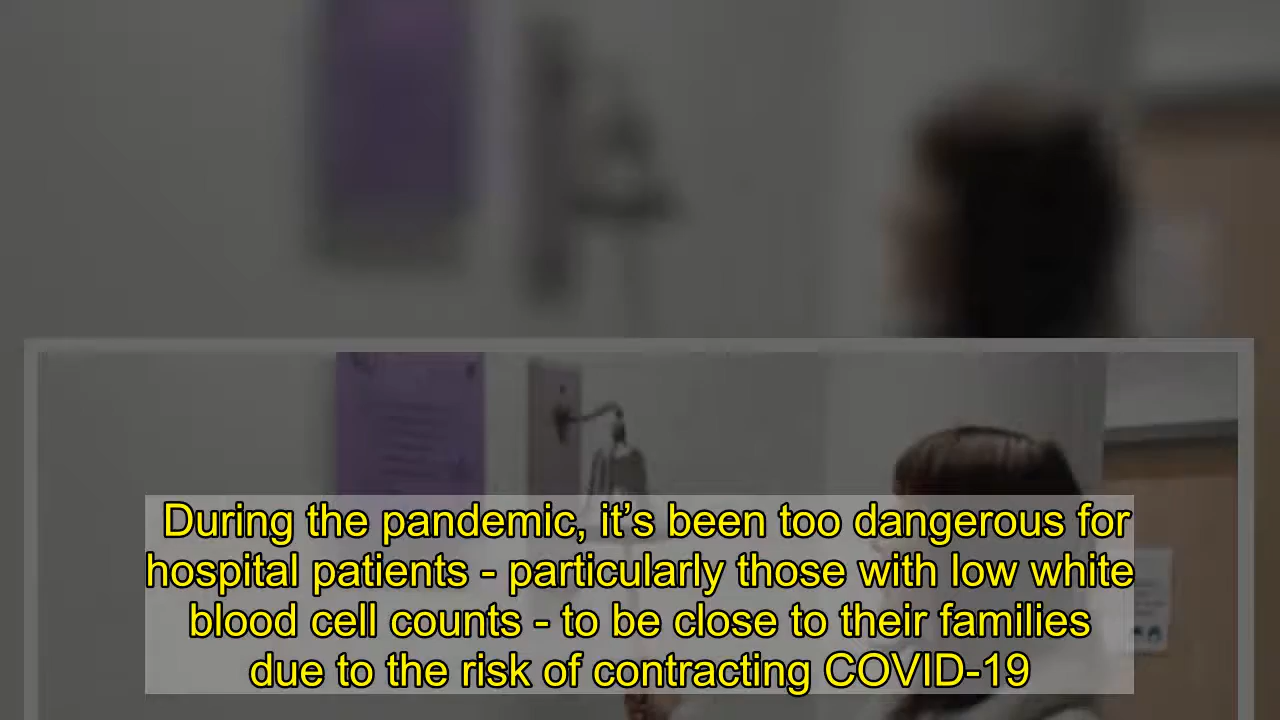 During the pandemic, it’s been too dangerous for
hospital patients - particularly those with low white
blood cell counts - to be close to their families
due to the risk of contracting COVID-19